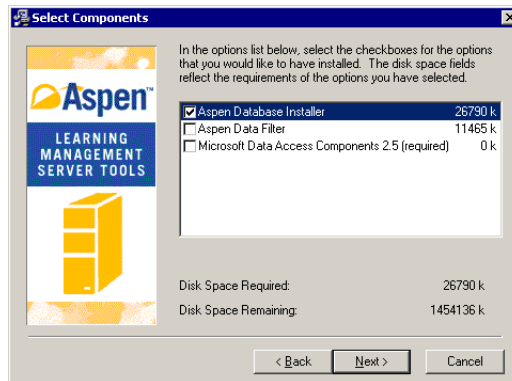 Select Components
Aspen™
LEARNING
MANAGEMENT
SERVER TOOLS
In the options list below, select the checkboxes for the options
that you would like to have installed. The disk space fields
reflect the requirements of the options you have selected.
Aspen Database Installer 26790 k
Aspen Data Filter 11465 k
Microsoft Data Access Components 2.5 (required) 0 k
Disk Space Required: 26790 k
Disk Space Remaining: 1454136 k
< Back Next > Cancel